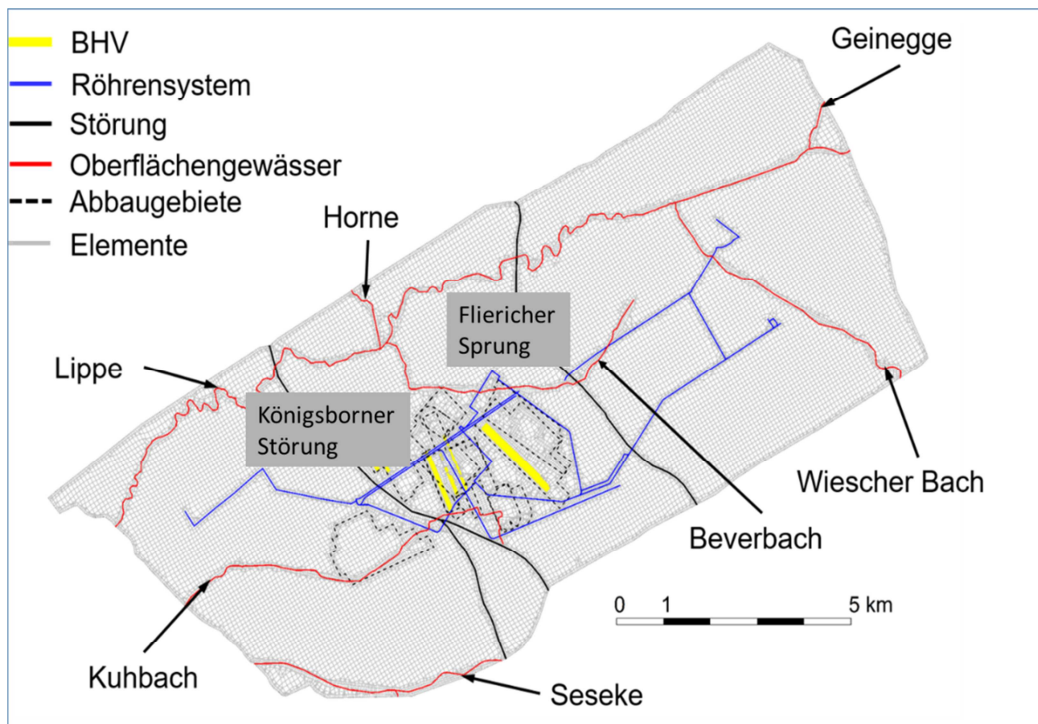 BHV
Röhrensystem
Störung
Oberflächengewässer
Abbaugebiete
Elemente
Geinegge
Horne
Fliericher
Sprung
Lippe
Königsborner
Störung
Wiescher Bach
Beverbach
0 1 5 km
Kuhbach
Seseke